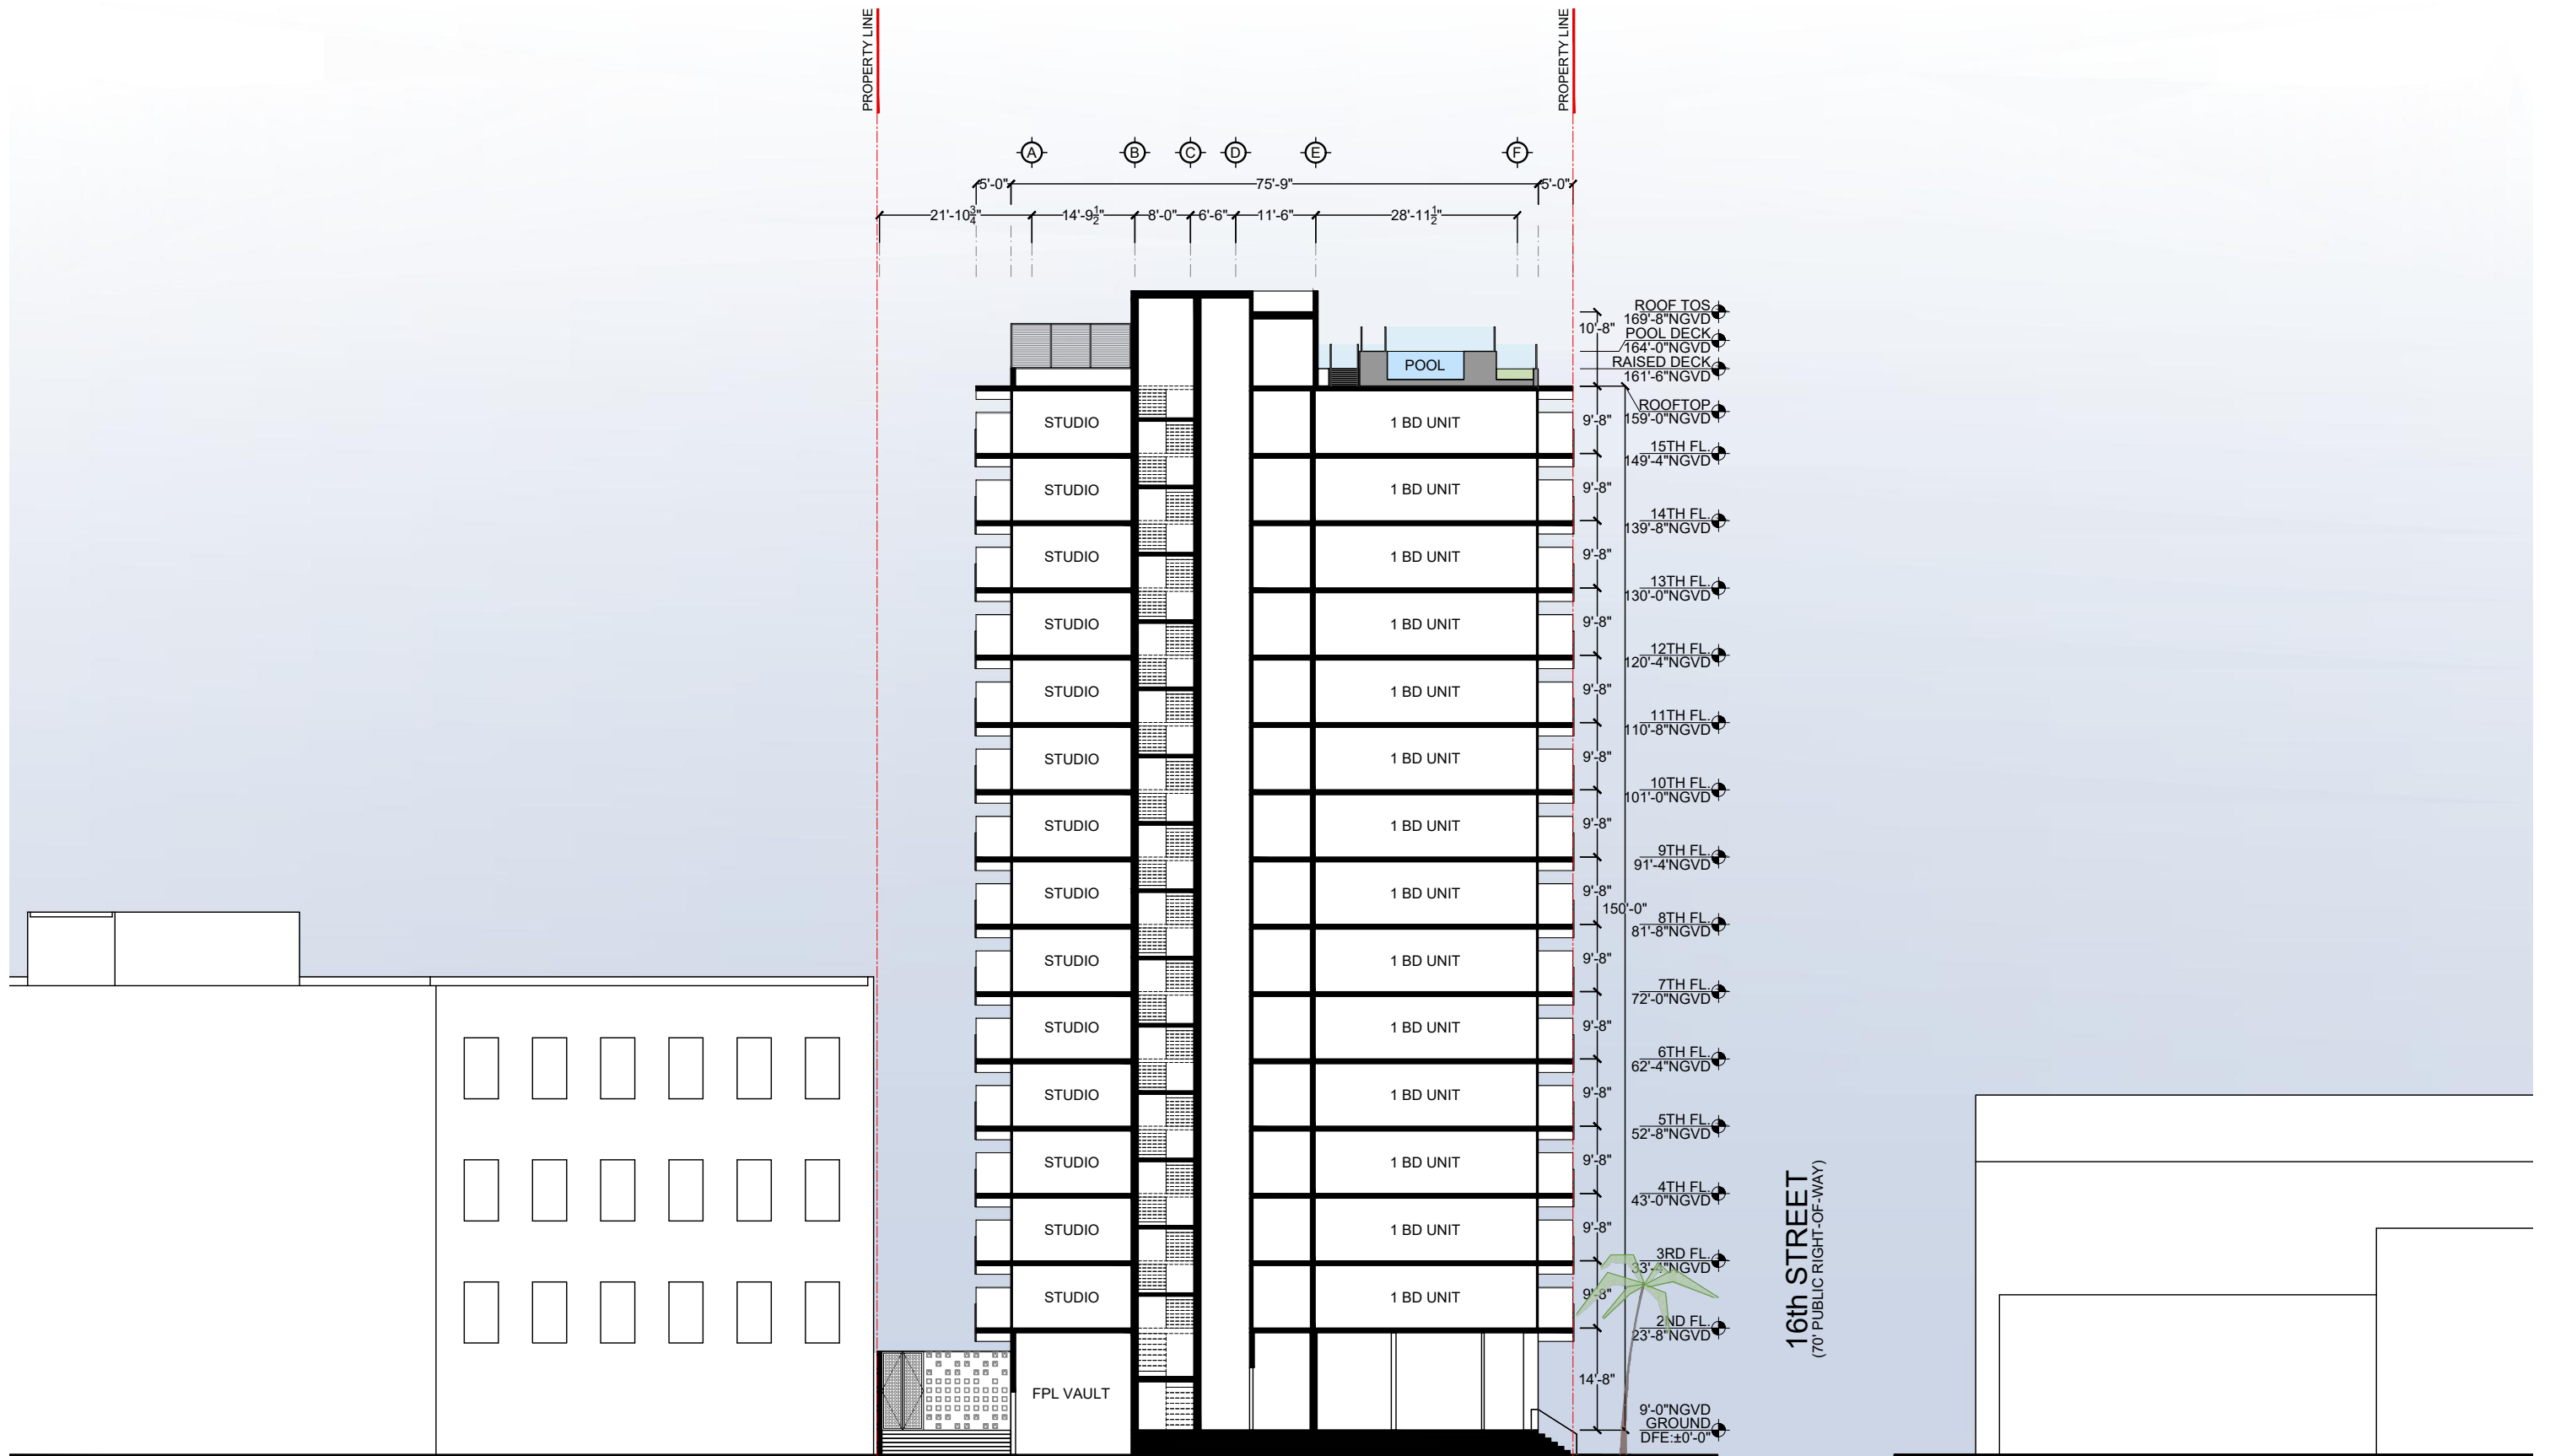 PROPERTY LINE
PROPERTY LINE
A B C D E F
5'-0" 75'-9" 5'-0"
21'-10 3/4" 14'-9 1/2" 8'-0" 6'-6" 11'-6" 28'-11 1/2"
ROOF TOS
169'-8"NGVD
10'-8"
POOL DECK
164'-0"NGVD
RAISED DECK
161'-6"NGVD
POOL
ROOFTOP
159'-0"NGVD
STUDIO 1 BD UNIT 9'-8"
15TH FL.
149'-4"NGVD
STUDIO 1 BD UNIT 9'-8"
14TH FL.
139'-8"NGVD
STUDIO 1 BD UNIT 9'-8"
13TH FL.
130'-0"NGVD
STUDIO 1 BD UNIT 9'-8"
12TH FL.
120'-4"NGVD
STUDIO 1 BD UNIT 9'-8"
11TH FL.
110'-8"NGVD
STUDIO 1 BD UNIT 9'-8"
10TH FL.
101'-0"NGVD
STUDIO 1 BD UNIT 9'-8"
9TH FL.
91'-4'NGVD
STUDIO 1 BD UNIT 9'-8"
150'-0"
8TH FL.
81'-8"NGVD
STUDIO 1 BD UNIT 9'-8"
7TH FL.
72'-0"NGVD
STUDIO 1 BD UNIT 9'-8"
6TH FL.
62'-4"NGVD
STUDIO 1 BD UNIT 9'-8"
5TH FL.
52'-8"NGVD
STUDIO 1 BD UNIT 9'-8"
4TH FL.
43'-0"NGVD
STUDIO 1 BD UNIT 9'-8"
3RD FL.
33'-4"NGVD
STUDIO 1 BD UNIT 9'-8"
2ND FL.
23'-8"NGVD
FPL VAULT 14'-8"
9'-0"NGVD
GROUND
DFE:±0'-0"
16th STREET
(70' PUBLIC RIGHT-OF-WAY)